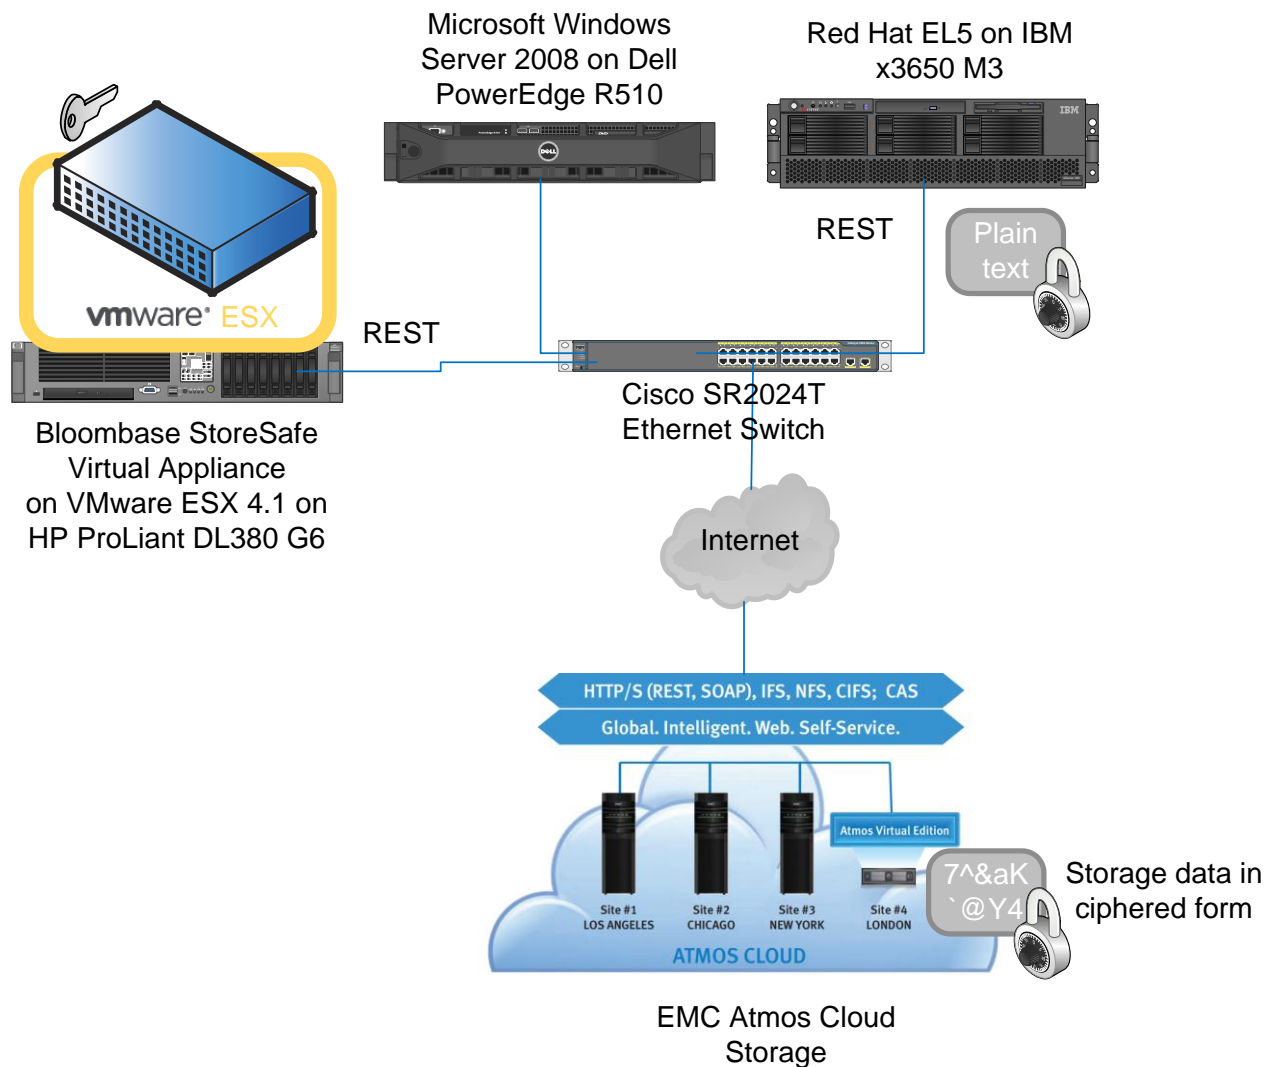 Microsoft Windows
Server 2008 on Dell
PowerEdge R510
Red Hat EL5 on IBM
x3650 M3
DELL
IBM
REST
Plain
text
vmware® ESX
REST
Cisco SR2024T
Ethernet Switch
Bloombase StoreSafe
Virtual Appliance
on VMware ESX 4.1 on
HP ProLiant DL380 G6
Internet
HTTP/S (REST, SOAP), IFS, NFS, CIFS; CAS
Global. Intelligent. Web. Self-Service.
Atmos Virtual Edition
7^&aK
`@Y4
Storage data in
ciphered form
Site #1
LOS ANGELES
Site #2
CHICAGO
Site #3
NEW YORK
Site #4
LONDON
ATMOS CLOUD
EMC Atmos Cloud
Storage